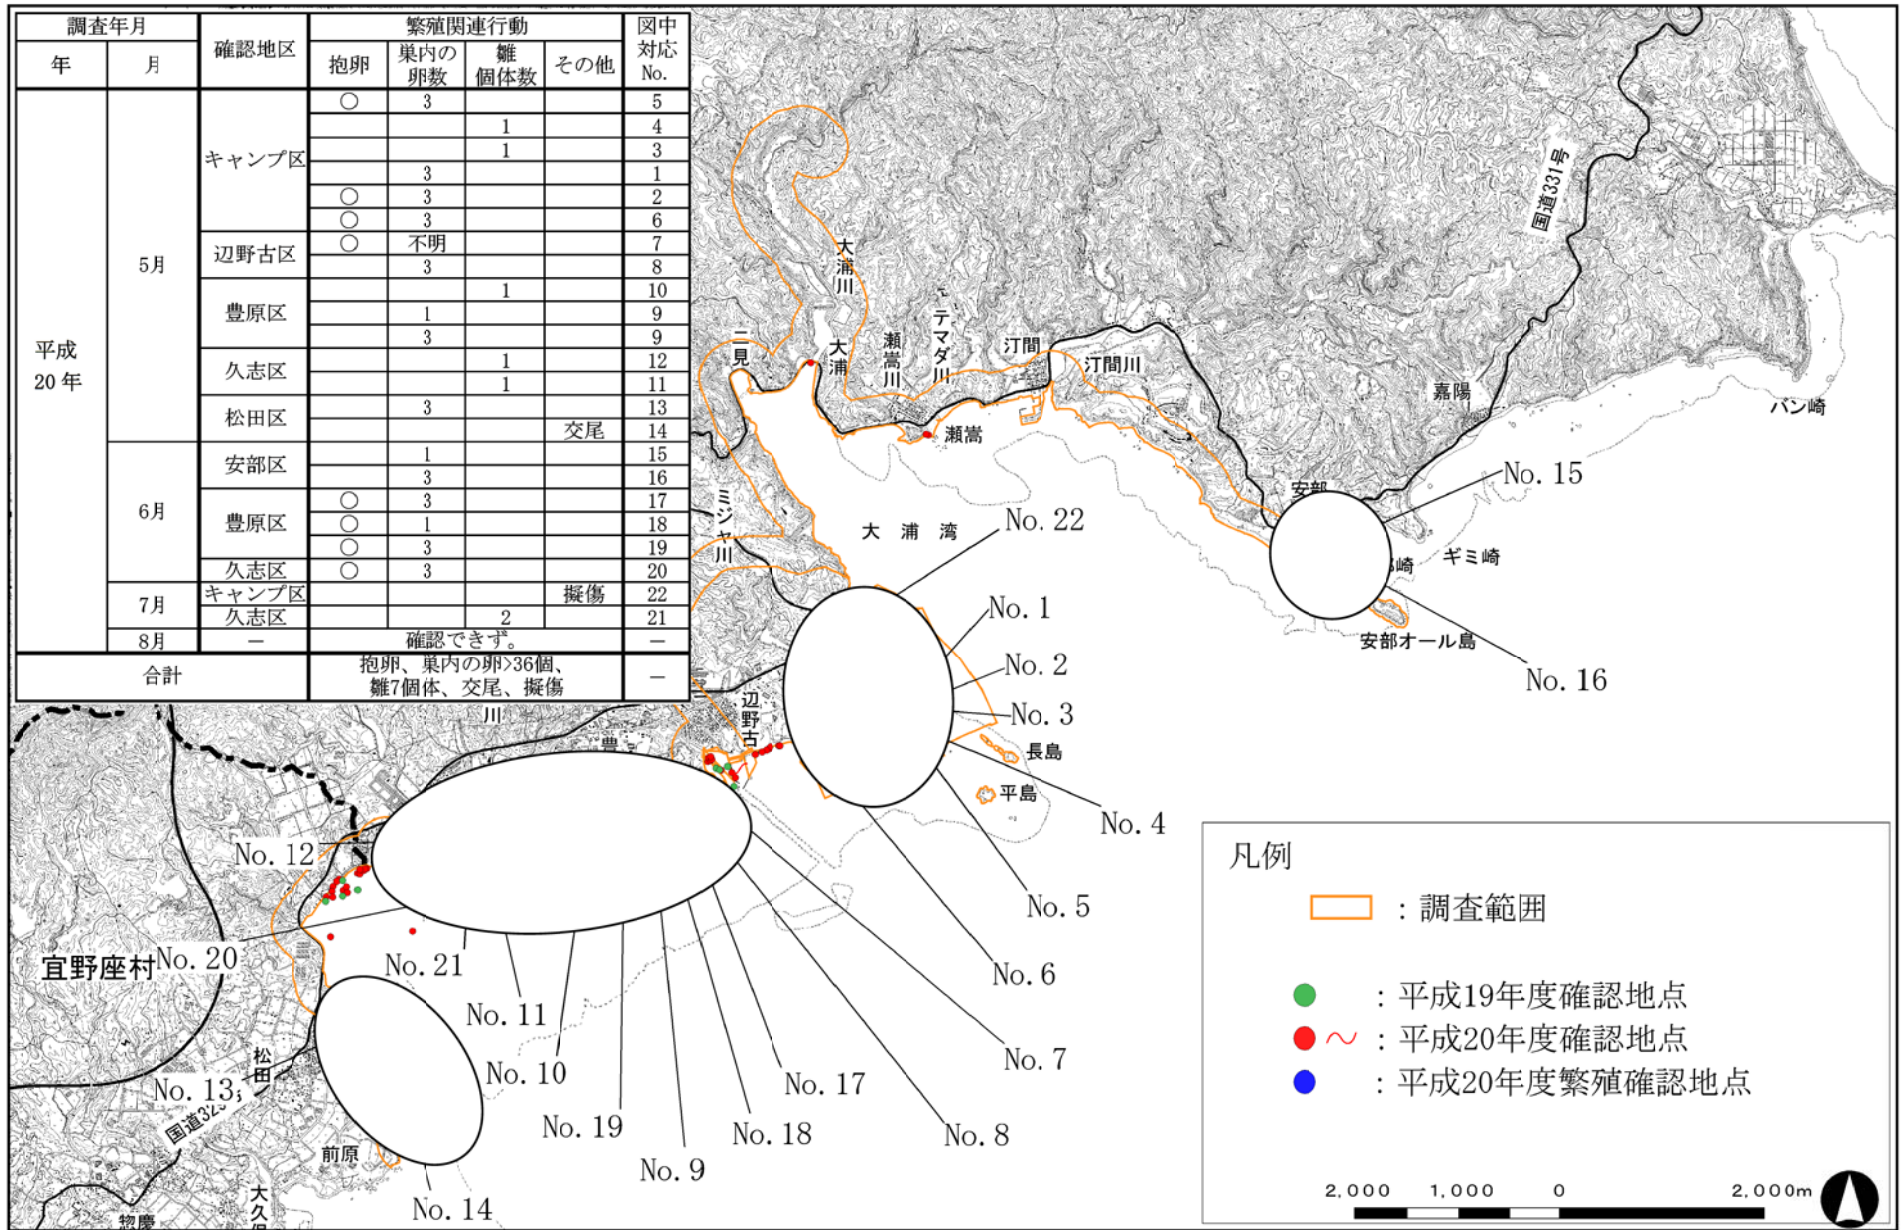 調査年月 確認地区 繁殖関連行動 図中対応No.
年 月 抱卵 巣内の卵数 雛個体数 その他
平成20年 5月 キャンプ区 ○ 3 5
1 4
1 3
3 1
○ 3 2
○ 3 6
辺野古区 ○ 不明 7
3 8
豊原区 1 10
1 9
3 9
久志区 1 12
1 11
松田区 3 13
交尾 14
6月 安部区 1 15
3 16
豊原区 ○ 3 17
○ 1 18
○ 3 19
久志区 ○ 3 20
7月 キャンプ区 擬傷 22
久志区 2 21
8月 — 確認できず。 —
合計 抱卵、巣内の卵>36個、
雛7個体、交尾、擬傷 —
国道331号
大浦川
二見
大浦
瀬嵩川
テマダ川
汀間
汀間川
嘉陽
バン崎
瀬嵩
ミジャ川
大浦湾
安部
ギミ崎
崎
安部オール島
No.15
No.16
No.22
No.1
No.2
No.3
長島
平島
No.4
No.5
No.6
辺野古
川
豊
No.12
No.20
宜野座村
No.21
No.11
No.10
No.19
No.9
No.18
No.17
No.8
No.7
No.13
松田
国道329号
前原
No.14
大久保
惣慶
凡例
：調査範囲
：平成19年度確認地点
：平成20年度確認地点
：平成20年度繁殖確認地点
2,000 1,000 0 2,000m